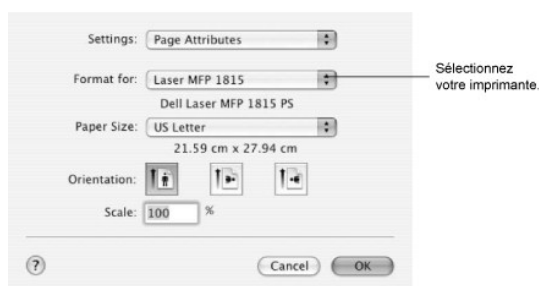 Settings: Page Attributes
Format for: Laser MFP 1815
Sélectionnez
votre imprimante.
Dell Laser MFP 1815 PS
Paper Size: US Letter
21.59 cm x 27.94 cm
Orientation:
Scale: 100 %
? Cancel OK